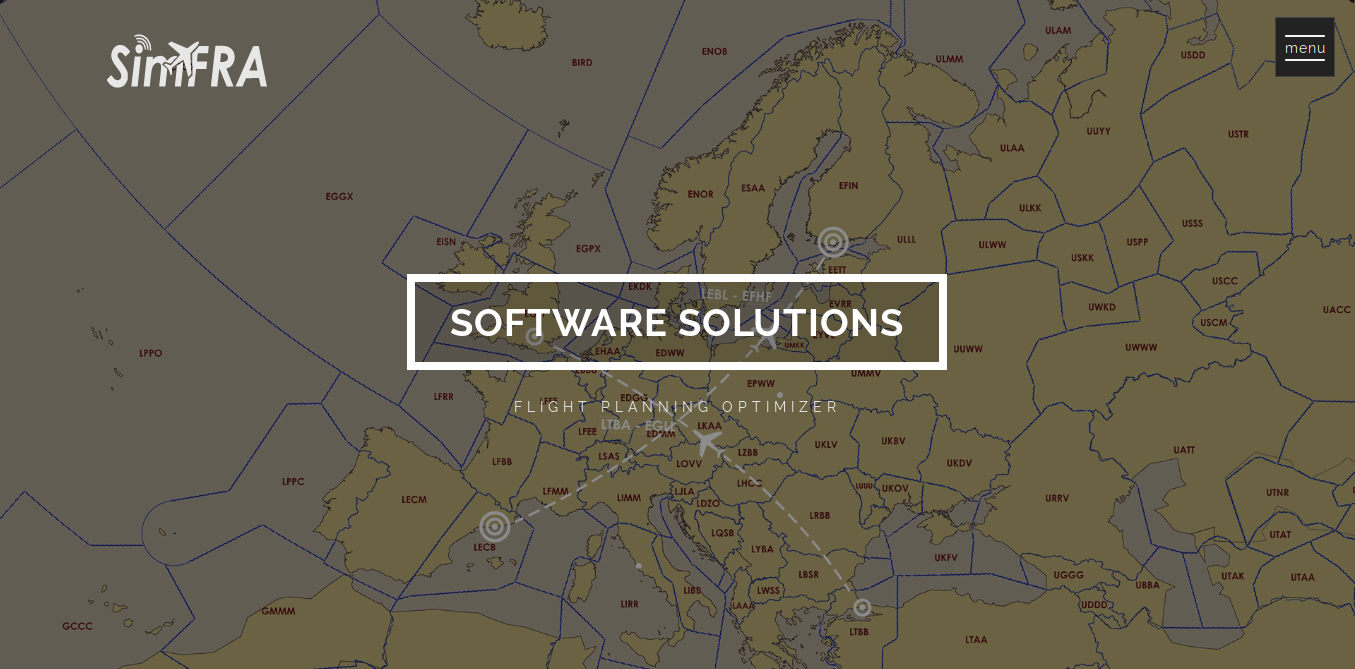 ENOB
ULAM
USDD
BIRD
ULMM
SimFRA
menu
UUYY
USTR
ULAA
EGGX
ENOR
ESAA
EFIN
ULKK
USSS
EISN
EGPX
ULLL
ULWW
USPP
USKK
EETT
USCC
EKDK
LEBL - EFHF
EVRR
UWKD
UACC
USCM
SOFTWARE SOLUTIONS
UMKK
LPPO
EHAA
EDWW
UUWW
UWWW
UMMV
EPWW
LFRR
EDGG
FLIGHT PLANNING OPTIMIZER
LTBA - EGLL
LFEE
EDMM
LKAA
UKLV
UKBV
LSAS
LZBB
UATT
LFBB
LOVV
UKDV
LPPC
LHCC
LUUU
UKOV
LFMM
LJLA
UTNR
LECM
LIMM
LDZO
URRV
LRBB
LQSB
UTAT
LECB
LYBA
UKFV
LBSR
UGGG
UTAK
UTAA
UBBA
LIBB
LWSS
LIRR
LAAA
UDDD
GMMM
GCCC
LTBB
LTAA